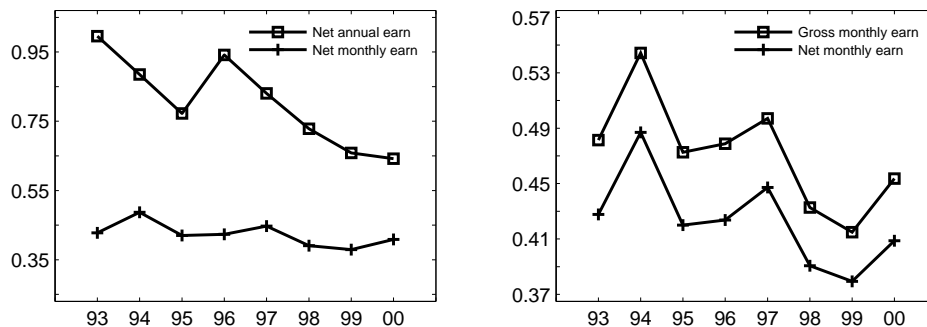 0.95
0.75
0.55
0.35
93 94 95 96 97 98 99 00
Net annual earn
Net monthly earn
0.57
0.53
0.49
0.45
0.41
0.37
93 94 95 96 97 98 99 00
Gross monthly earn
Net monthly earn